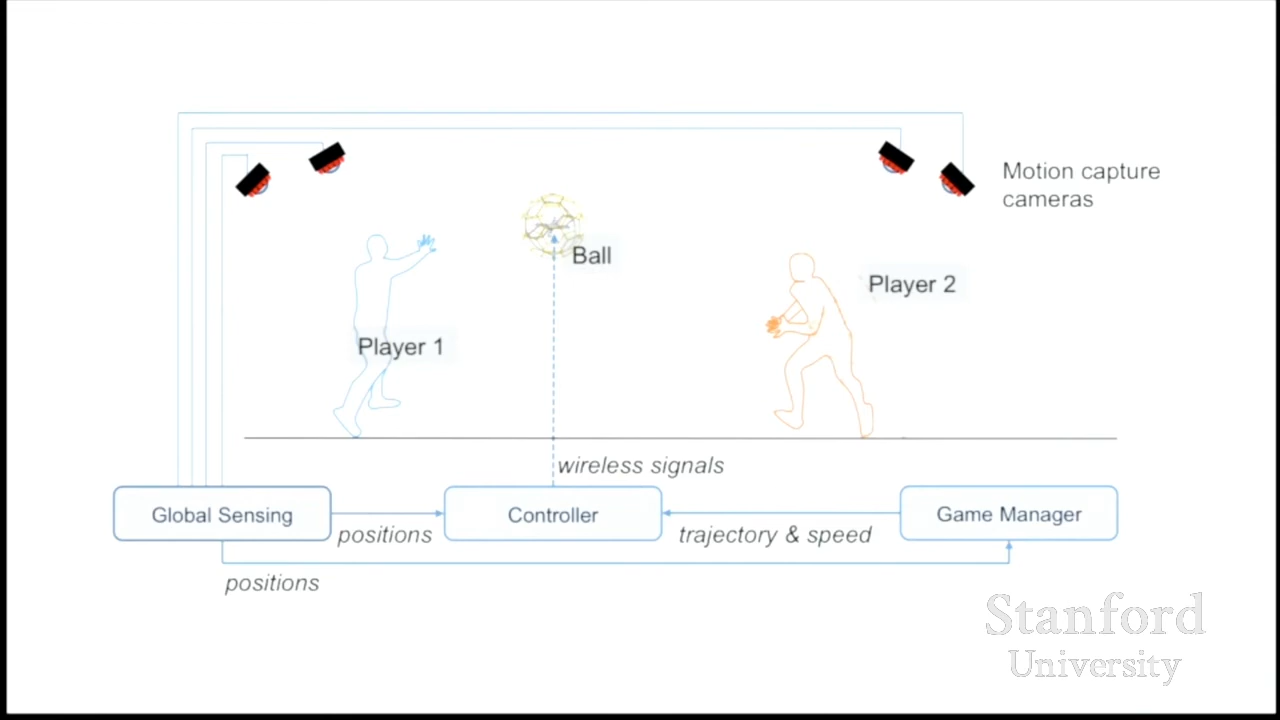 Motion capture
cameras
Ball
Player 2
Player 1
wireless signals
Global Sensing
Controller
Game Manager
positions
trajectory & speed
positions
Stanford
University